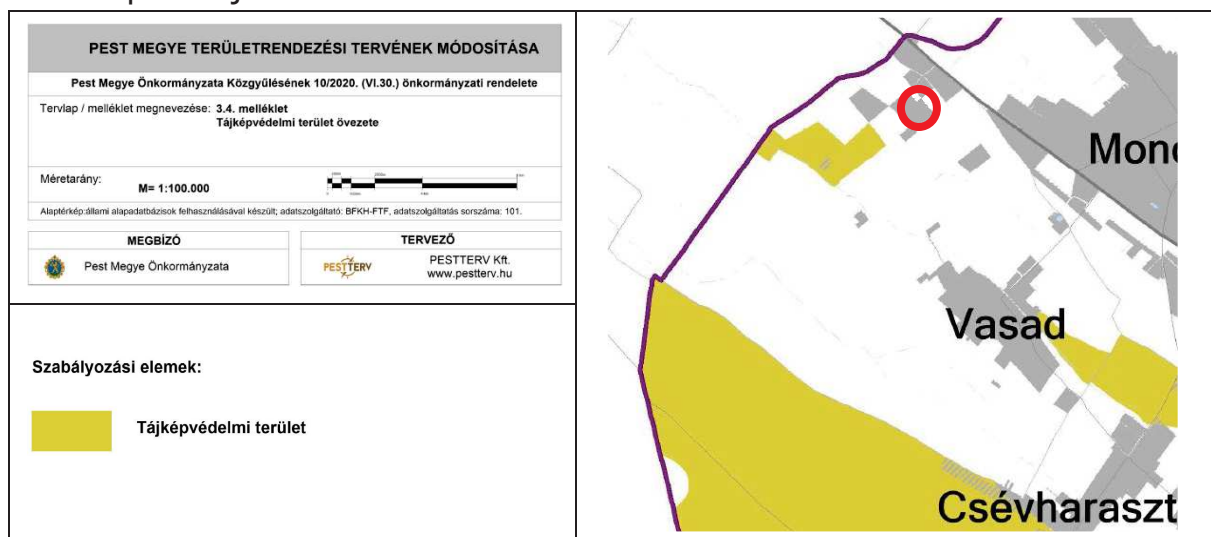 PEST MEGYE TERÜLETRENDEZÉSI TERVÉNEK MÓDOSÍTÁSA
Pest Megye Önkormányzata Közgyűlésének 10/2020. (VI.30.) önkormányzati rendelete
Tervlap / melléklet megnevezése: 3.4. melléklet
Tájképvédelmi terület övezete
Méretarány:
M= 1:100.000
Alaptérkép:állami alapadatbázisok felhasználásával készült; adatszolgáltató: BFKH-FTF, adatszolgáltatás sorszáma: 101.
MEGBÍZÓ
Pest Megye Önkormányzata
TERVEZŐ
PESTTERV
PESTTERV Kft.
www.pestterv.hu
Szabályozási elemek:
Tájképvédelmi terület
Mono
Vasad
Csévharaszt